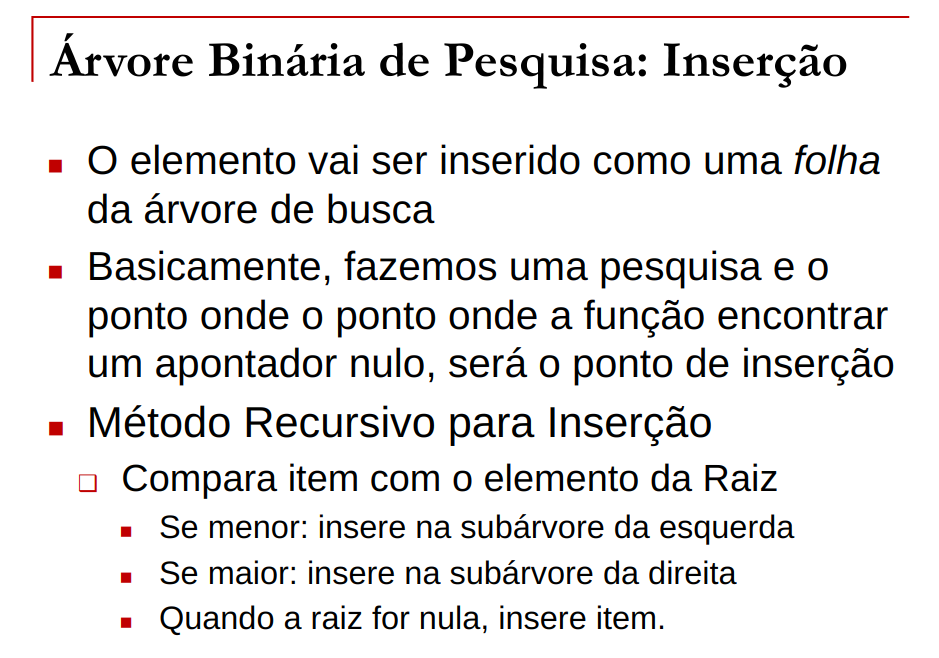 Árvore Binária de Pesquisa: Inserção
O elemento vai ser inserido como uma folha
da árvore de busca
Basicamente, fazemos uma pesquisa e o
ponto onde o ponto onde a função encontrar
um apontador nulo, será o ponto de inserção
Método Recursivo para Inserção
Compara item com o elemento da Raiz
Se menor: insere na subárvore da esquerda
Se maior: insere na subárvore da direita
Quando a raiz for nula, insere item.